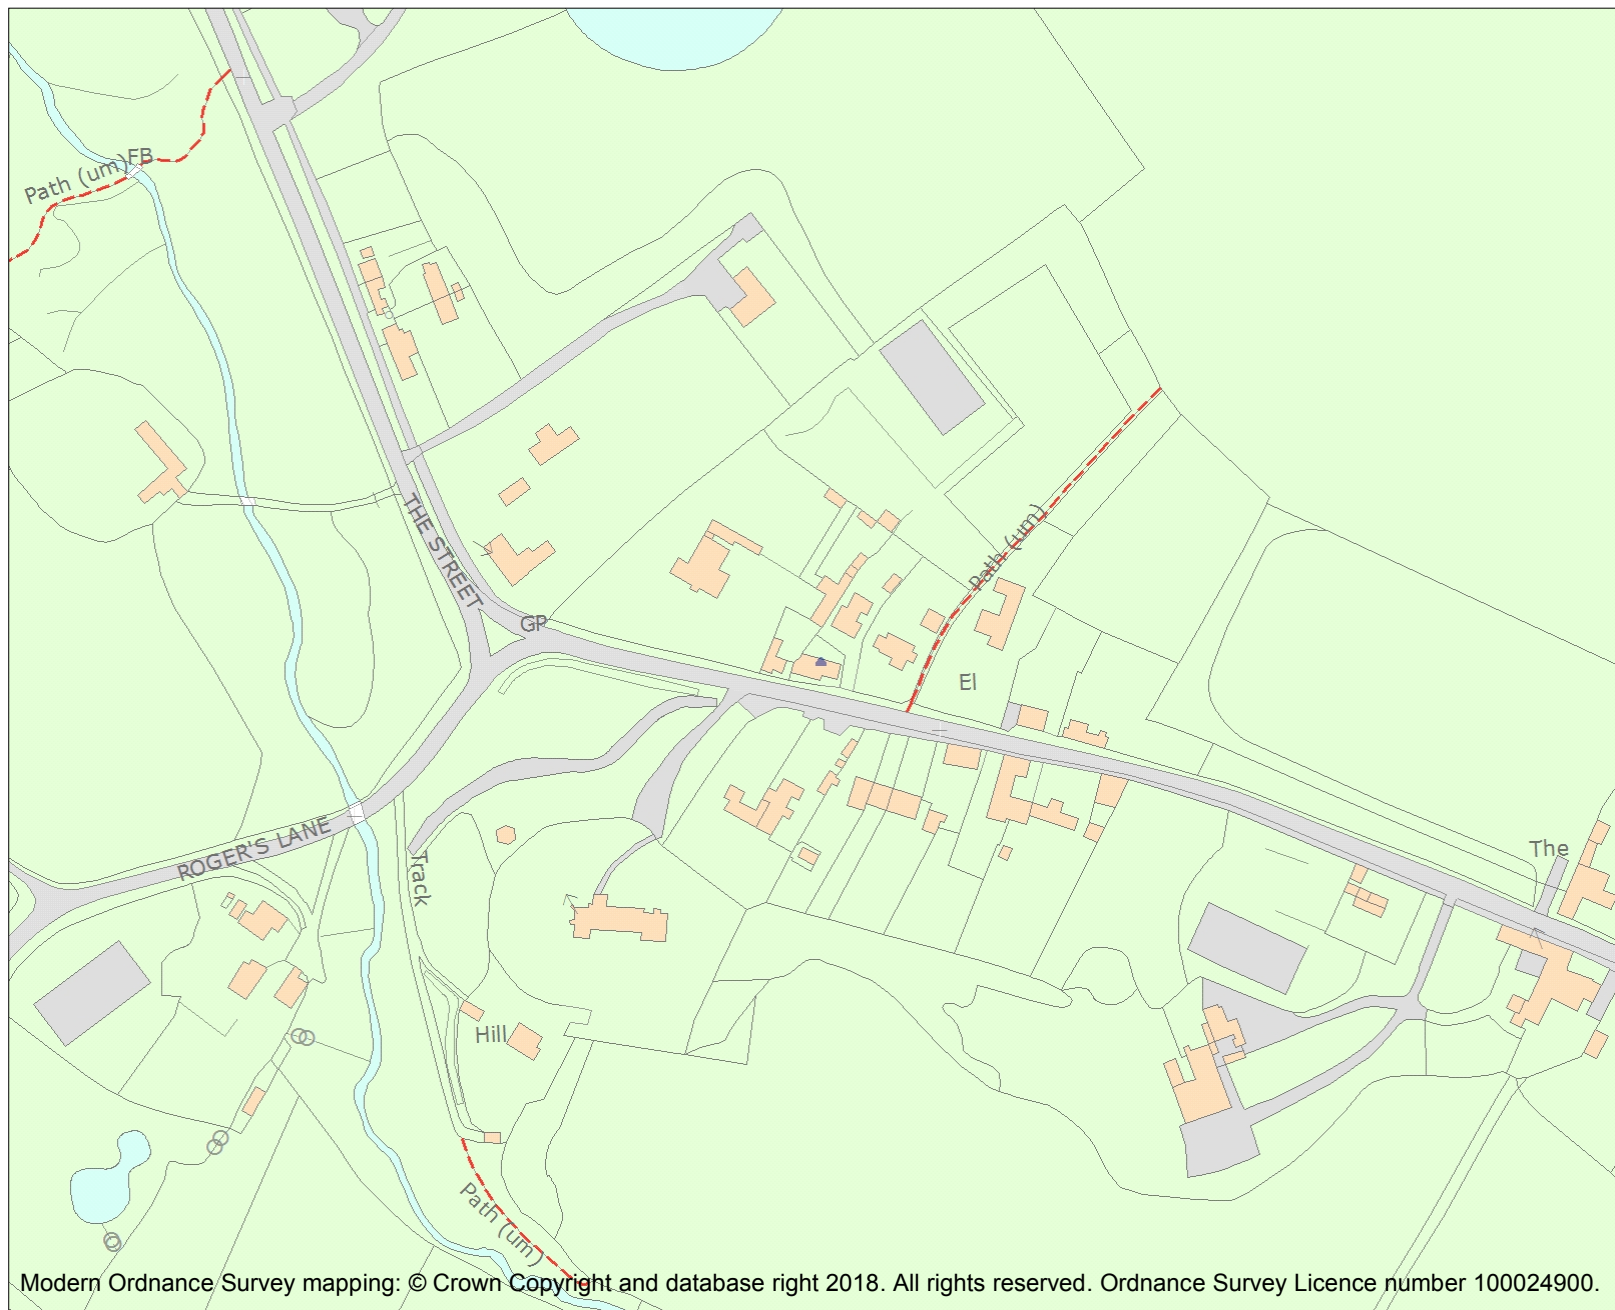 FB
Path (um)
THE STREET
Path (um)
GP
El
ROGER'S LANE
The
Track
Hill
Path (um)
Modern Ordnance Survey mapping: © Crown Copyright and database right 2018. All rights reserved. Ordnance Survey Licence number 100024900.